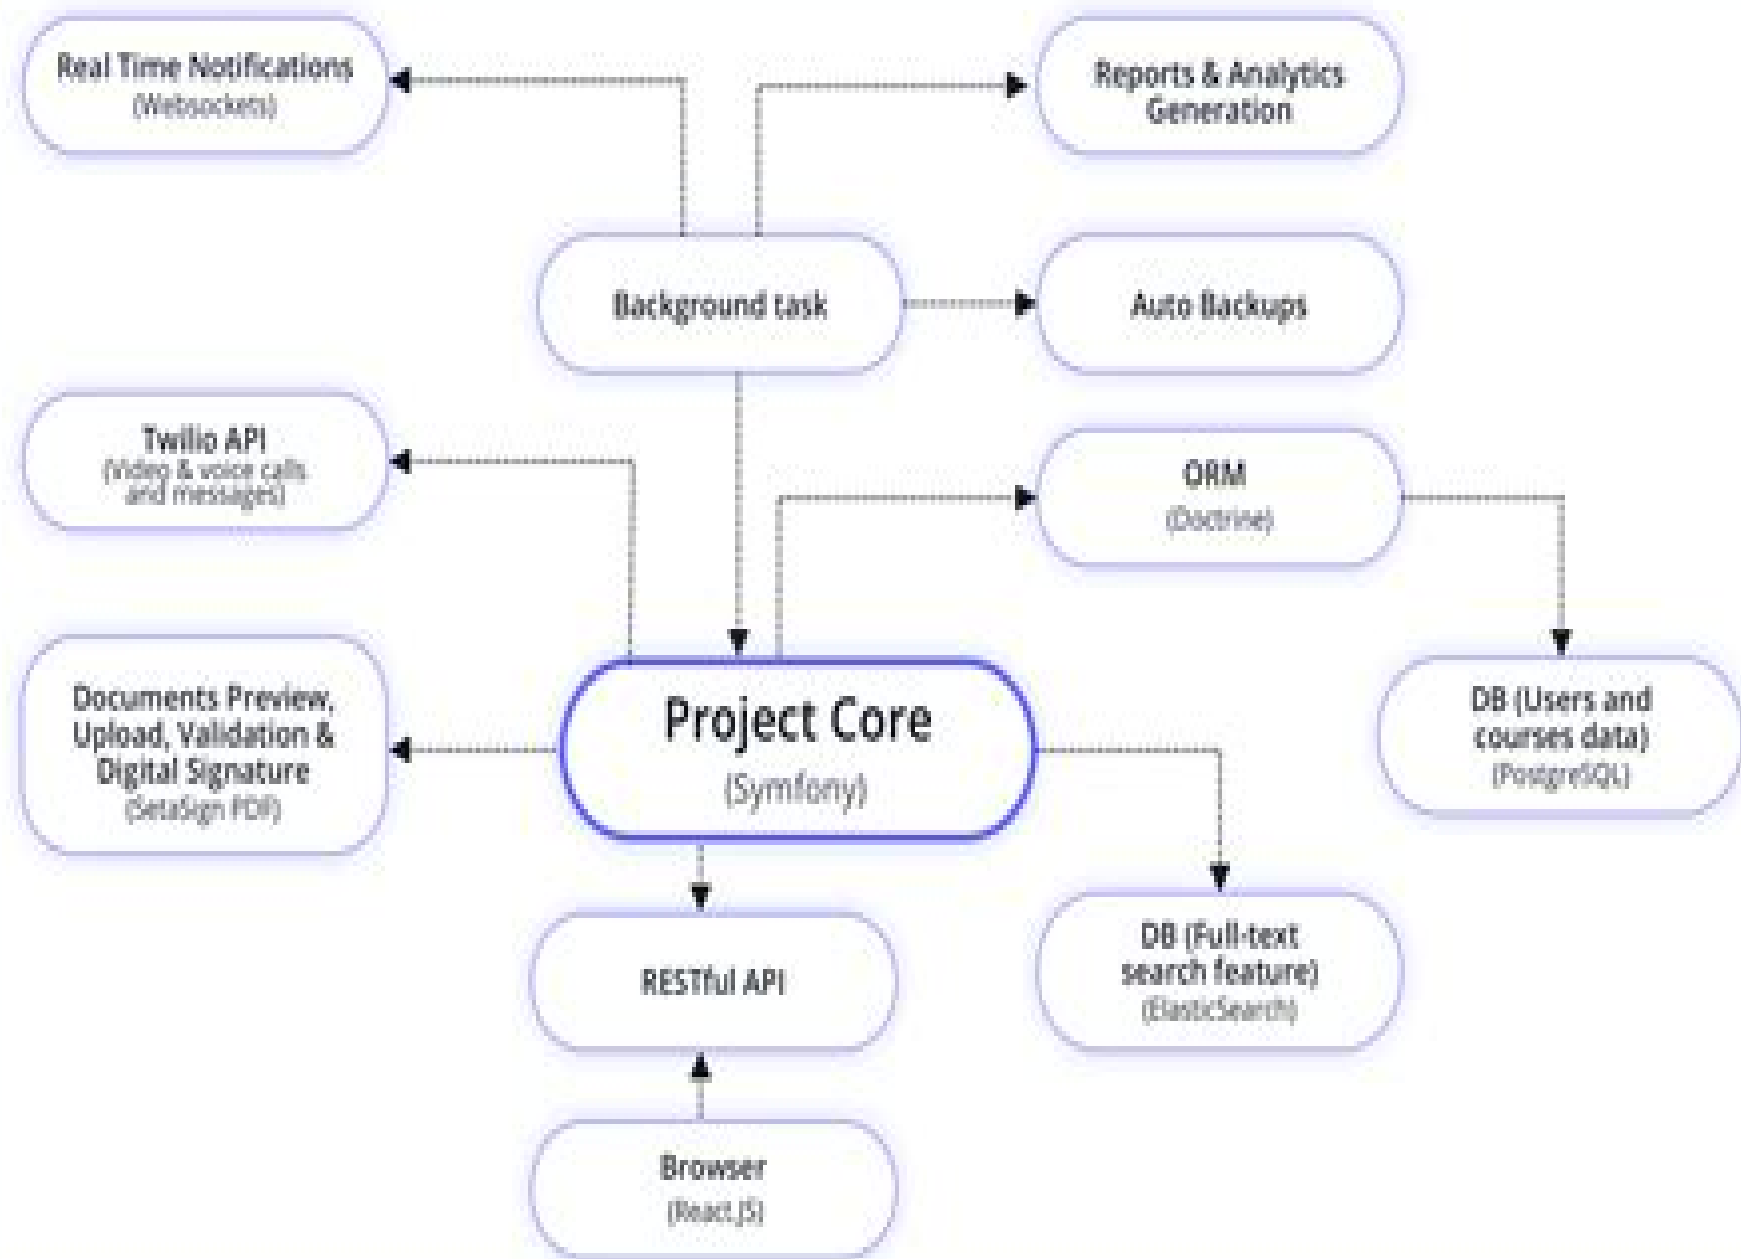 Real Time Notifications
(Websockets)
Reports & Analytics
Generation
Background task
Auto Backups
Twilio API
(Video & voice calls
and messages)
ORM
(Doctrine)
Documents Preview,
Upload, Validation &
Digital Signature
(SetaSign PDF)
Project Core
(Symfony)
DB (Users and
courses data)
(PostgreSQL)
RESTful API
DB (Full-text
search feature)
(ElasticSearch)
Browser
(React.JS)